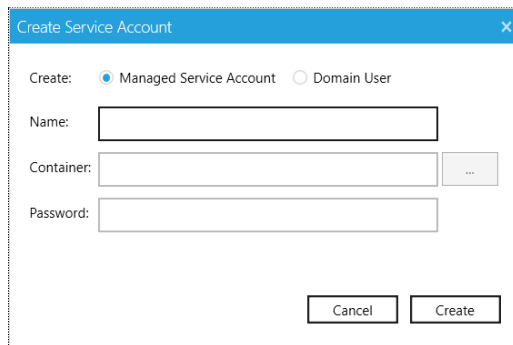 Create Service Account
Create: Managed Service Account Domain User
Name:
Container: ...
Password:
Cancel Create